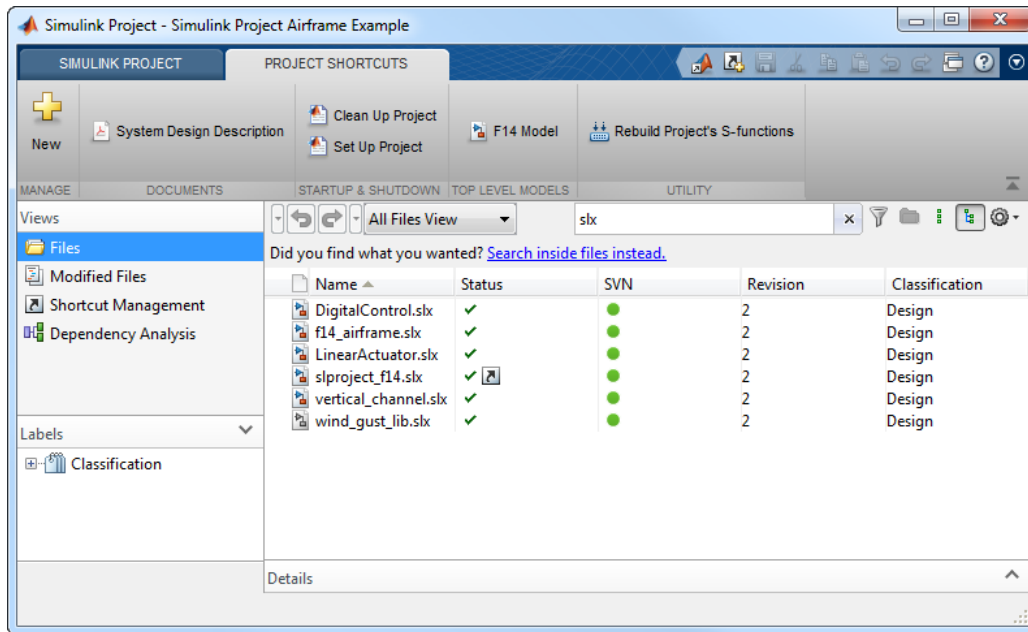 Simulink Project - Simulink Project Airframe Example
SIMULINK PROJECT
PROJECT SHORTCUTS
New
System Design Description
Clean Up Project
Set Up Project
F14 Model
Rebuild Project's S-functions
MANAGE
DOCUMENTS
STARTUP & SHUTDOWN
TOP LEVEL MODELS
UTILITY
Views
Files
Modified Files
Shortcut Management
Dependency Analysis
Labels
Classification
All Files View
slx
Did you find what you wanted? Search inside files instead.
Name Status SVN Revision Classification
DigitalControl.slx 2 Design
f14_airframe.slx 2 Design
LinearActuator.slx 2 Design
slproject_f14.slx 2 Design
vertical_channel.slx 2 Design
wind_gust_lib.slx 2 Design
Details